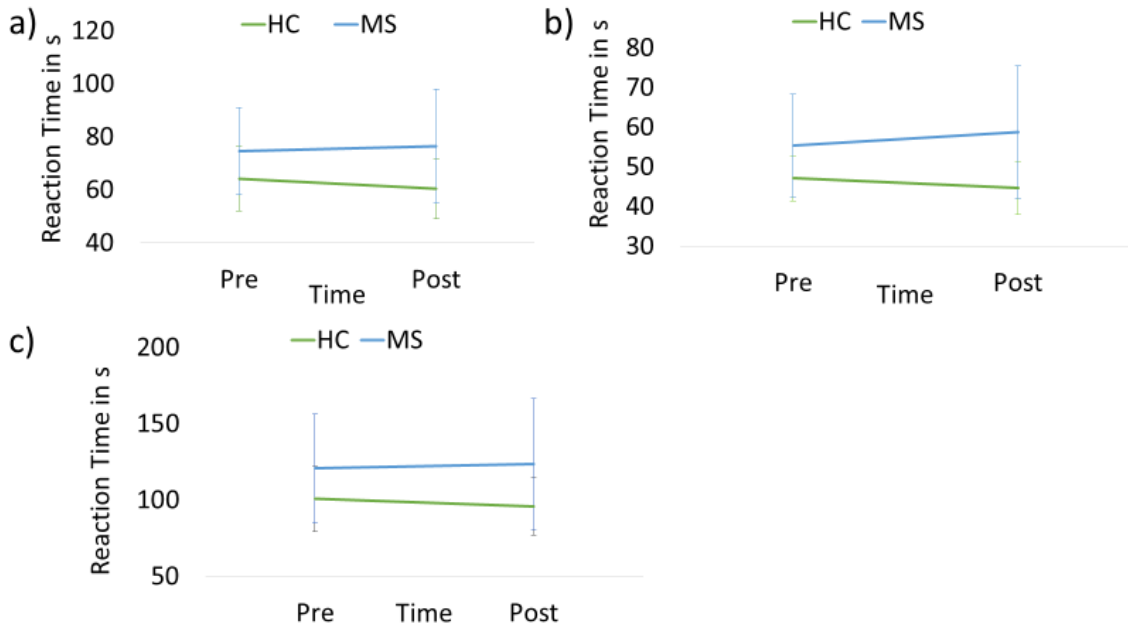 a)
HC MS
Reaction Time in s
120
100
80
60
40
Pre Post
Time
b)
HC MS
Reaction Time in s
80
70
60
50
40
30
Pre Post
Time
c)
HC MS
Reaction Time in s
200
150
100
50
Pre Time Post